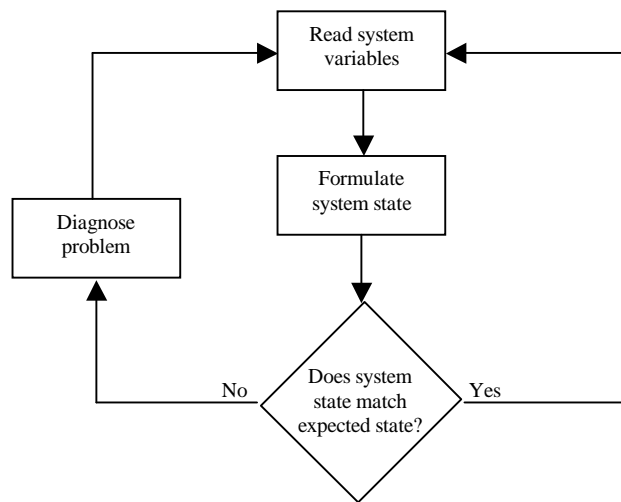 Read system
variables
Formulate
system state
Diagnose
problem
Does system
state match
expected state?
No
Yes